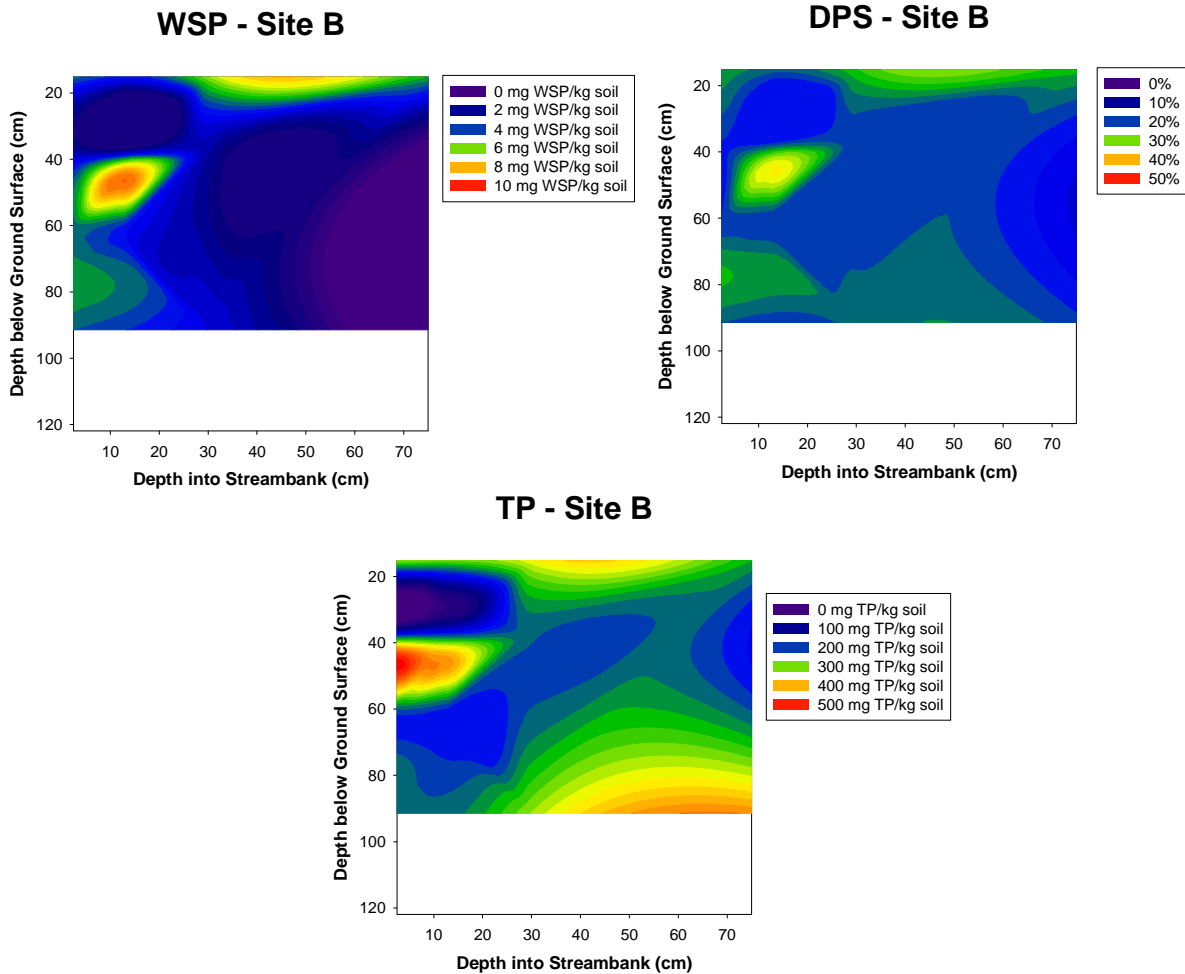 WSP - Site B
Depth below Ground Surface (cm)
20
40
60
80
100
120
10 20 30 40 50 60 70
Depth into Streambank (cm)
0 mg WSP/kg soil
2 mg WSP/kg soil
4 mg WSP/kg soil
6 mg WSP/kg soil
8 mg WSP/kg soil
10 mg WSP/kg soil
DPS - Site B
Depth below Ground Surface (cm)
20
40
60
80
100
120
10 20 30 40 50 60 70
Depth into Streambank (cm)
0%
10%
20%
30%
40%
50%
TP - Site B
Depth below Ground Surface (cm)
20
40
60
80
100
120
10 20 30 40 50 60 70
Depth into Streambank (cm)
0 mg TP/kg soil
100 mg TP/kg soil
200 mg TP/kg soil
300 mg TP/kg soil
400 mg TP/kg soil
500 mg TP/kg soil